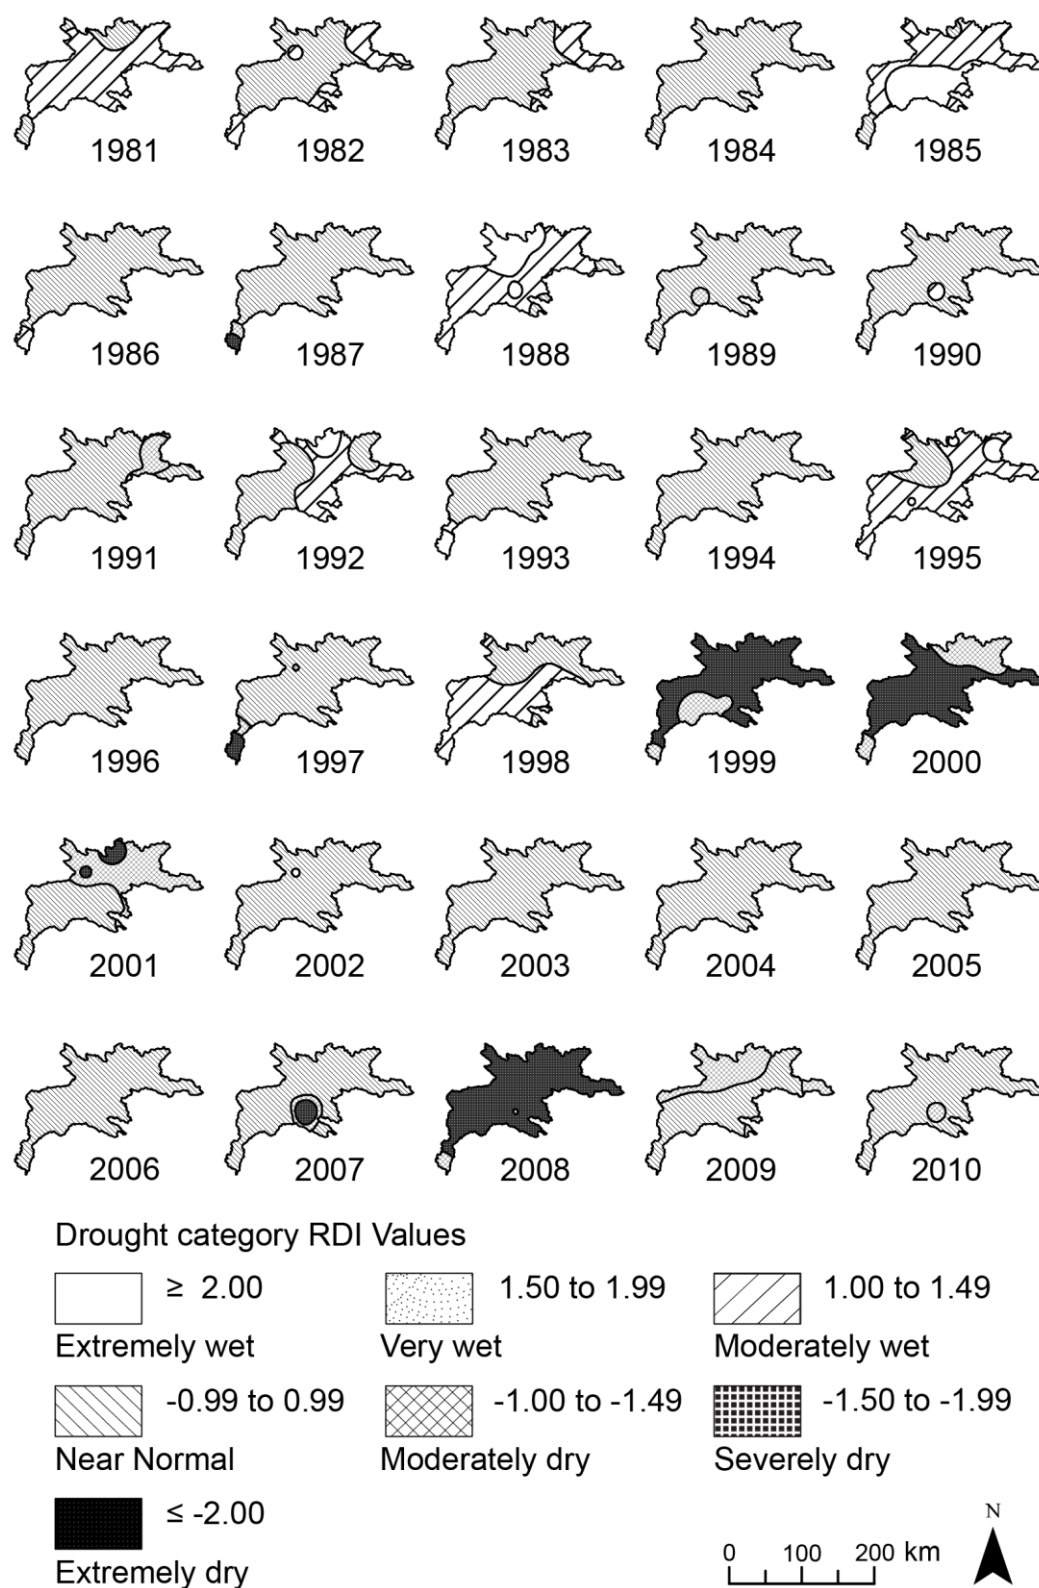 1981 1982 1983 1984 1985
1986 1987 1988 1989 1990
1991 1992 1993 1994 1995
1996 1997 1998 1999 2000
2001 2002 2003 2004 2005
2006 2007 2008 2009 2010
Drought category RDI Values
≥ 2.00 1.50 to 1.99 1.00 to 1.49
Extremely wet Very wet Moderately wet
-0.99 to 0.99 -1.00 to -1.49 -1.50 to -1.99
Near Normal Moderately dry Severely dry
≤ -2.00
Extremely dry
N
0 100 200 km